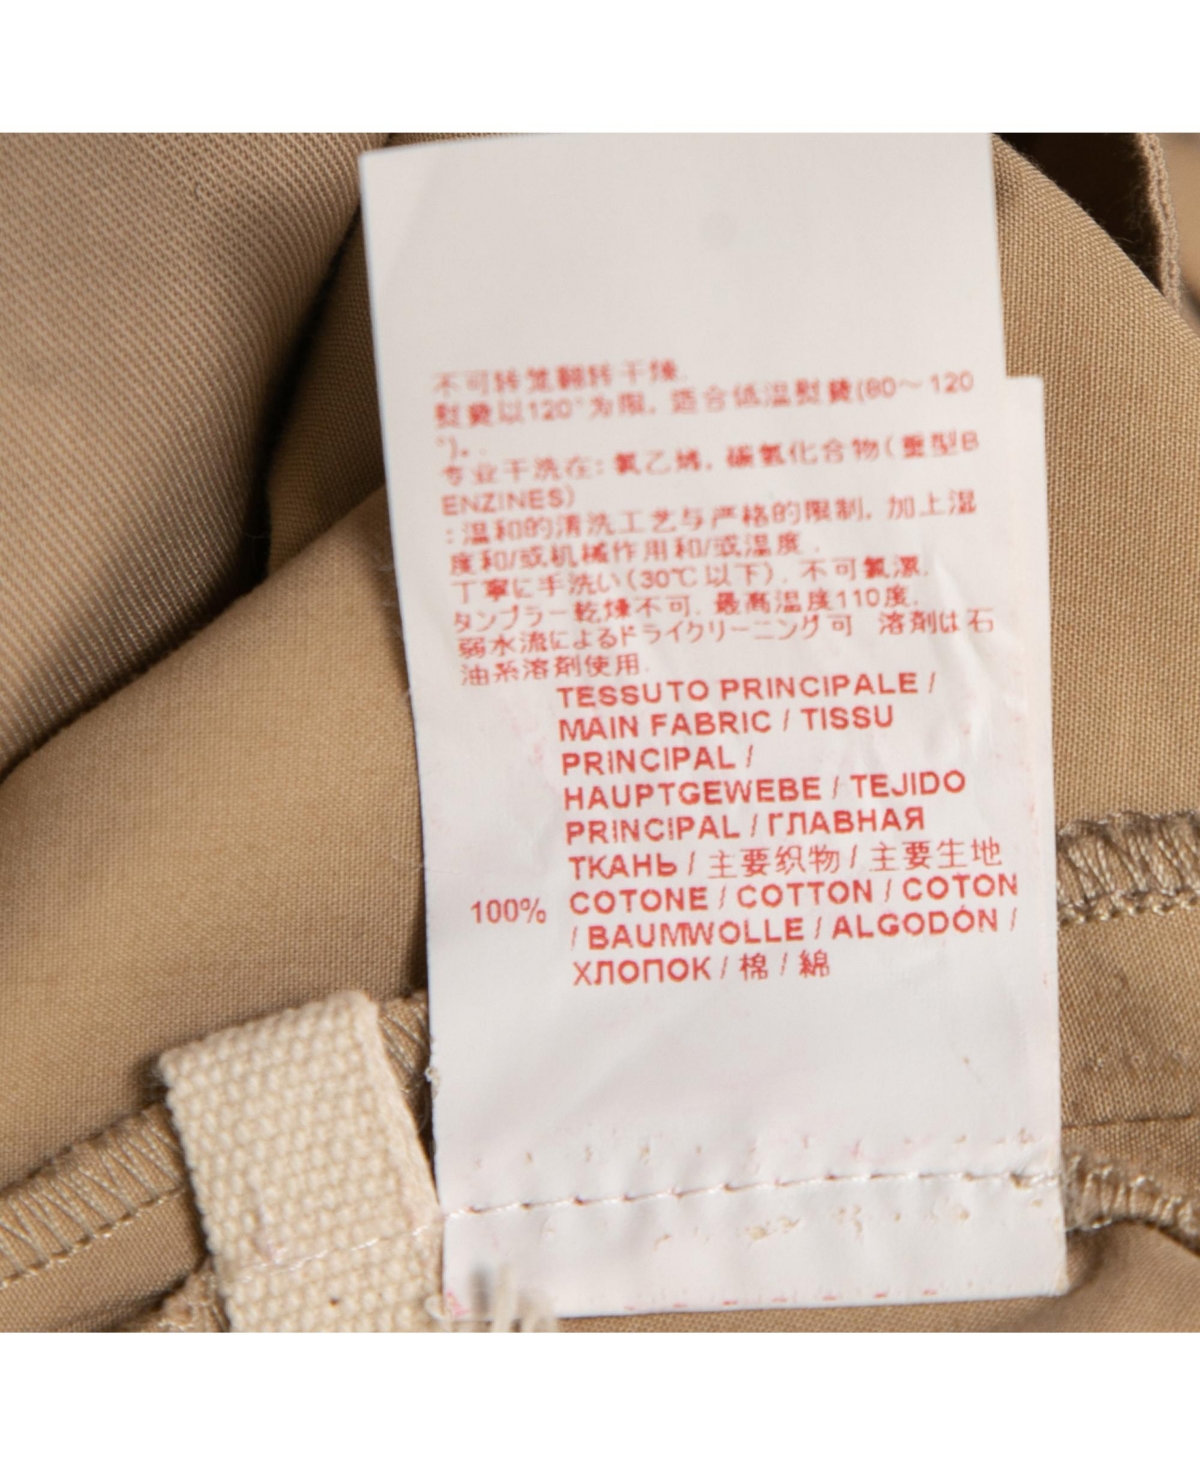 不可转笼翻转干燥.
熨烫以120°为限, 适合低温熨烫(80～120
°)。.
专业干洗在: 氯乙烯, 碳氢化合物(重型B
ENZINES)
: 温和的清洗工艺与严格的限制, 加上湿
度和/或机械作用和/或温度.
丁寧に手洗い(30℃以下). 不可氯漂.
タンブラー乾燥不可. 最高温度110度.
弱水流によるドライクリーニング可 溶剤は石
油系溶剤使用.
TESSUTO PRINCIPALE /
MAIN FABRIC / TISSU
PRINCIPAL /
HAUPTGEWEBE / TEJIDO
PRINCIPAL / ГЛАВНАЯ
ТКАНЬ / 主要织物 / 主要生地
100% COTONE / COTTON / COTON
/ BAUMWOLLE / ALGODÓN /
ХЛОПОК / 棉 / 綿